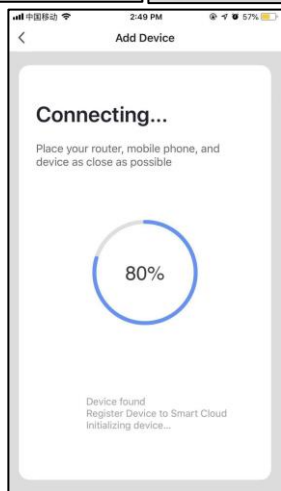 中国移动 2:49 PM 57%
Add Device
Connecting...
Place your router, mobile phone, and
device as close as possible
80%
Device found
Register Device to Smart Cloud
Initializing device...